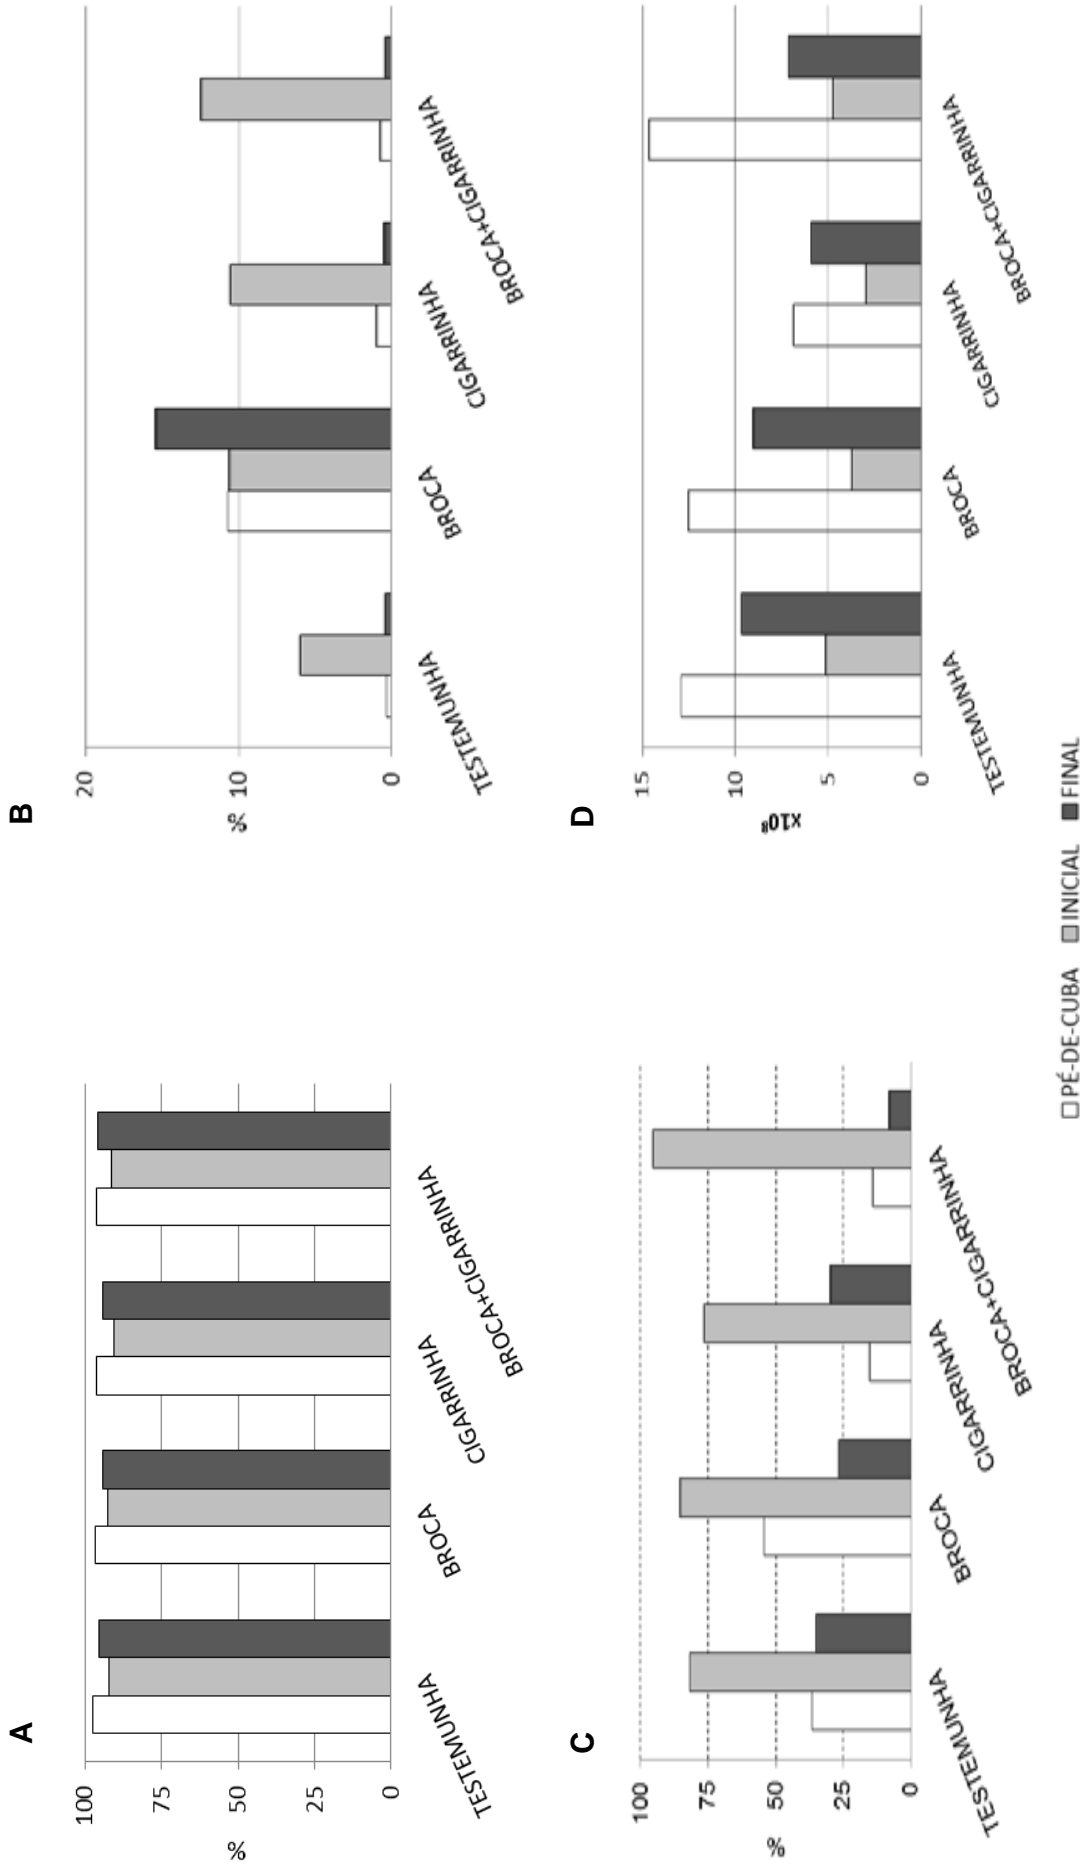 A
100
75
50
25
0
%
TESTEMUNHA
BROCA
CIGARRINHA
BROCA+CIGARRINHA
B
20
10
0
%
TESTEMUNHA
BROCA
CIGARRINHA
BROCA+CIGARRINHA
C
100
75
50
25
0
%
TESTEMUNHA
BROCA
CIGARRINHA
BROCA+CIGARRINHA
D
15
10
5
0
x10⁸
TESTEMUNHA
BROCA
CIGARRINHA
BROCA+CIGARRINHA
PÉ-DE-CUBA INICIAL FINAL